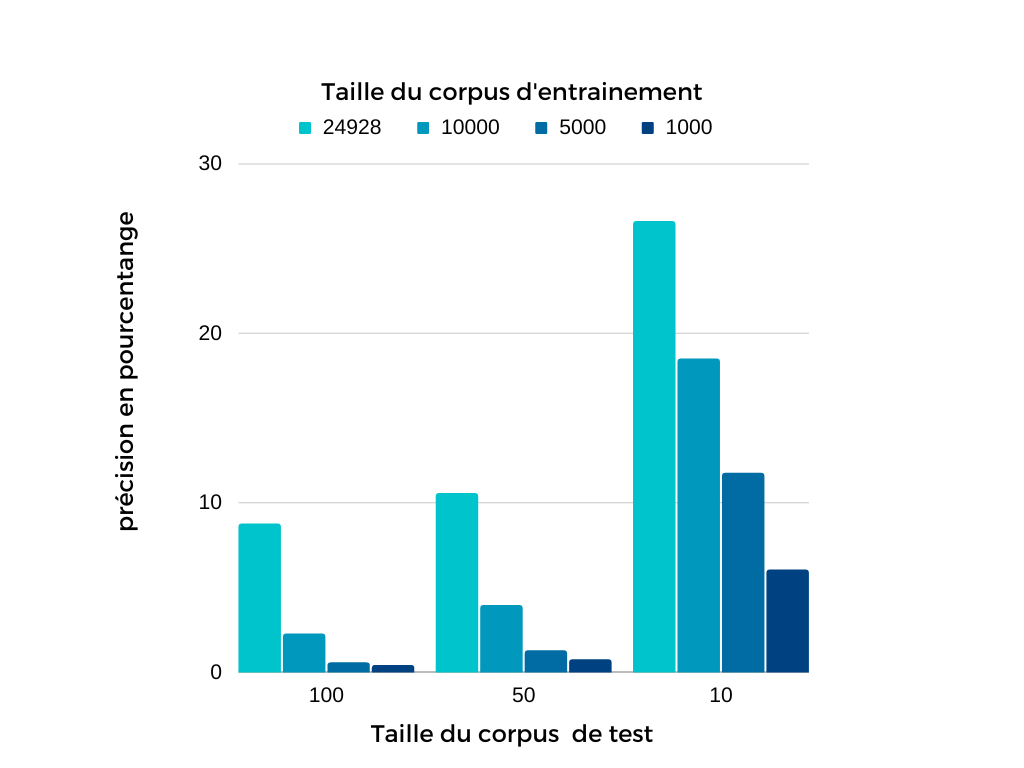 Taille du corpus d'entrainement
24928 10000 5000 1000
30
20
10
0
précision en pourcentange
100 50 10
Taille du corpus  de test